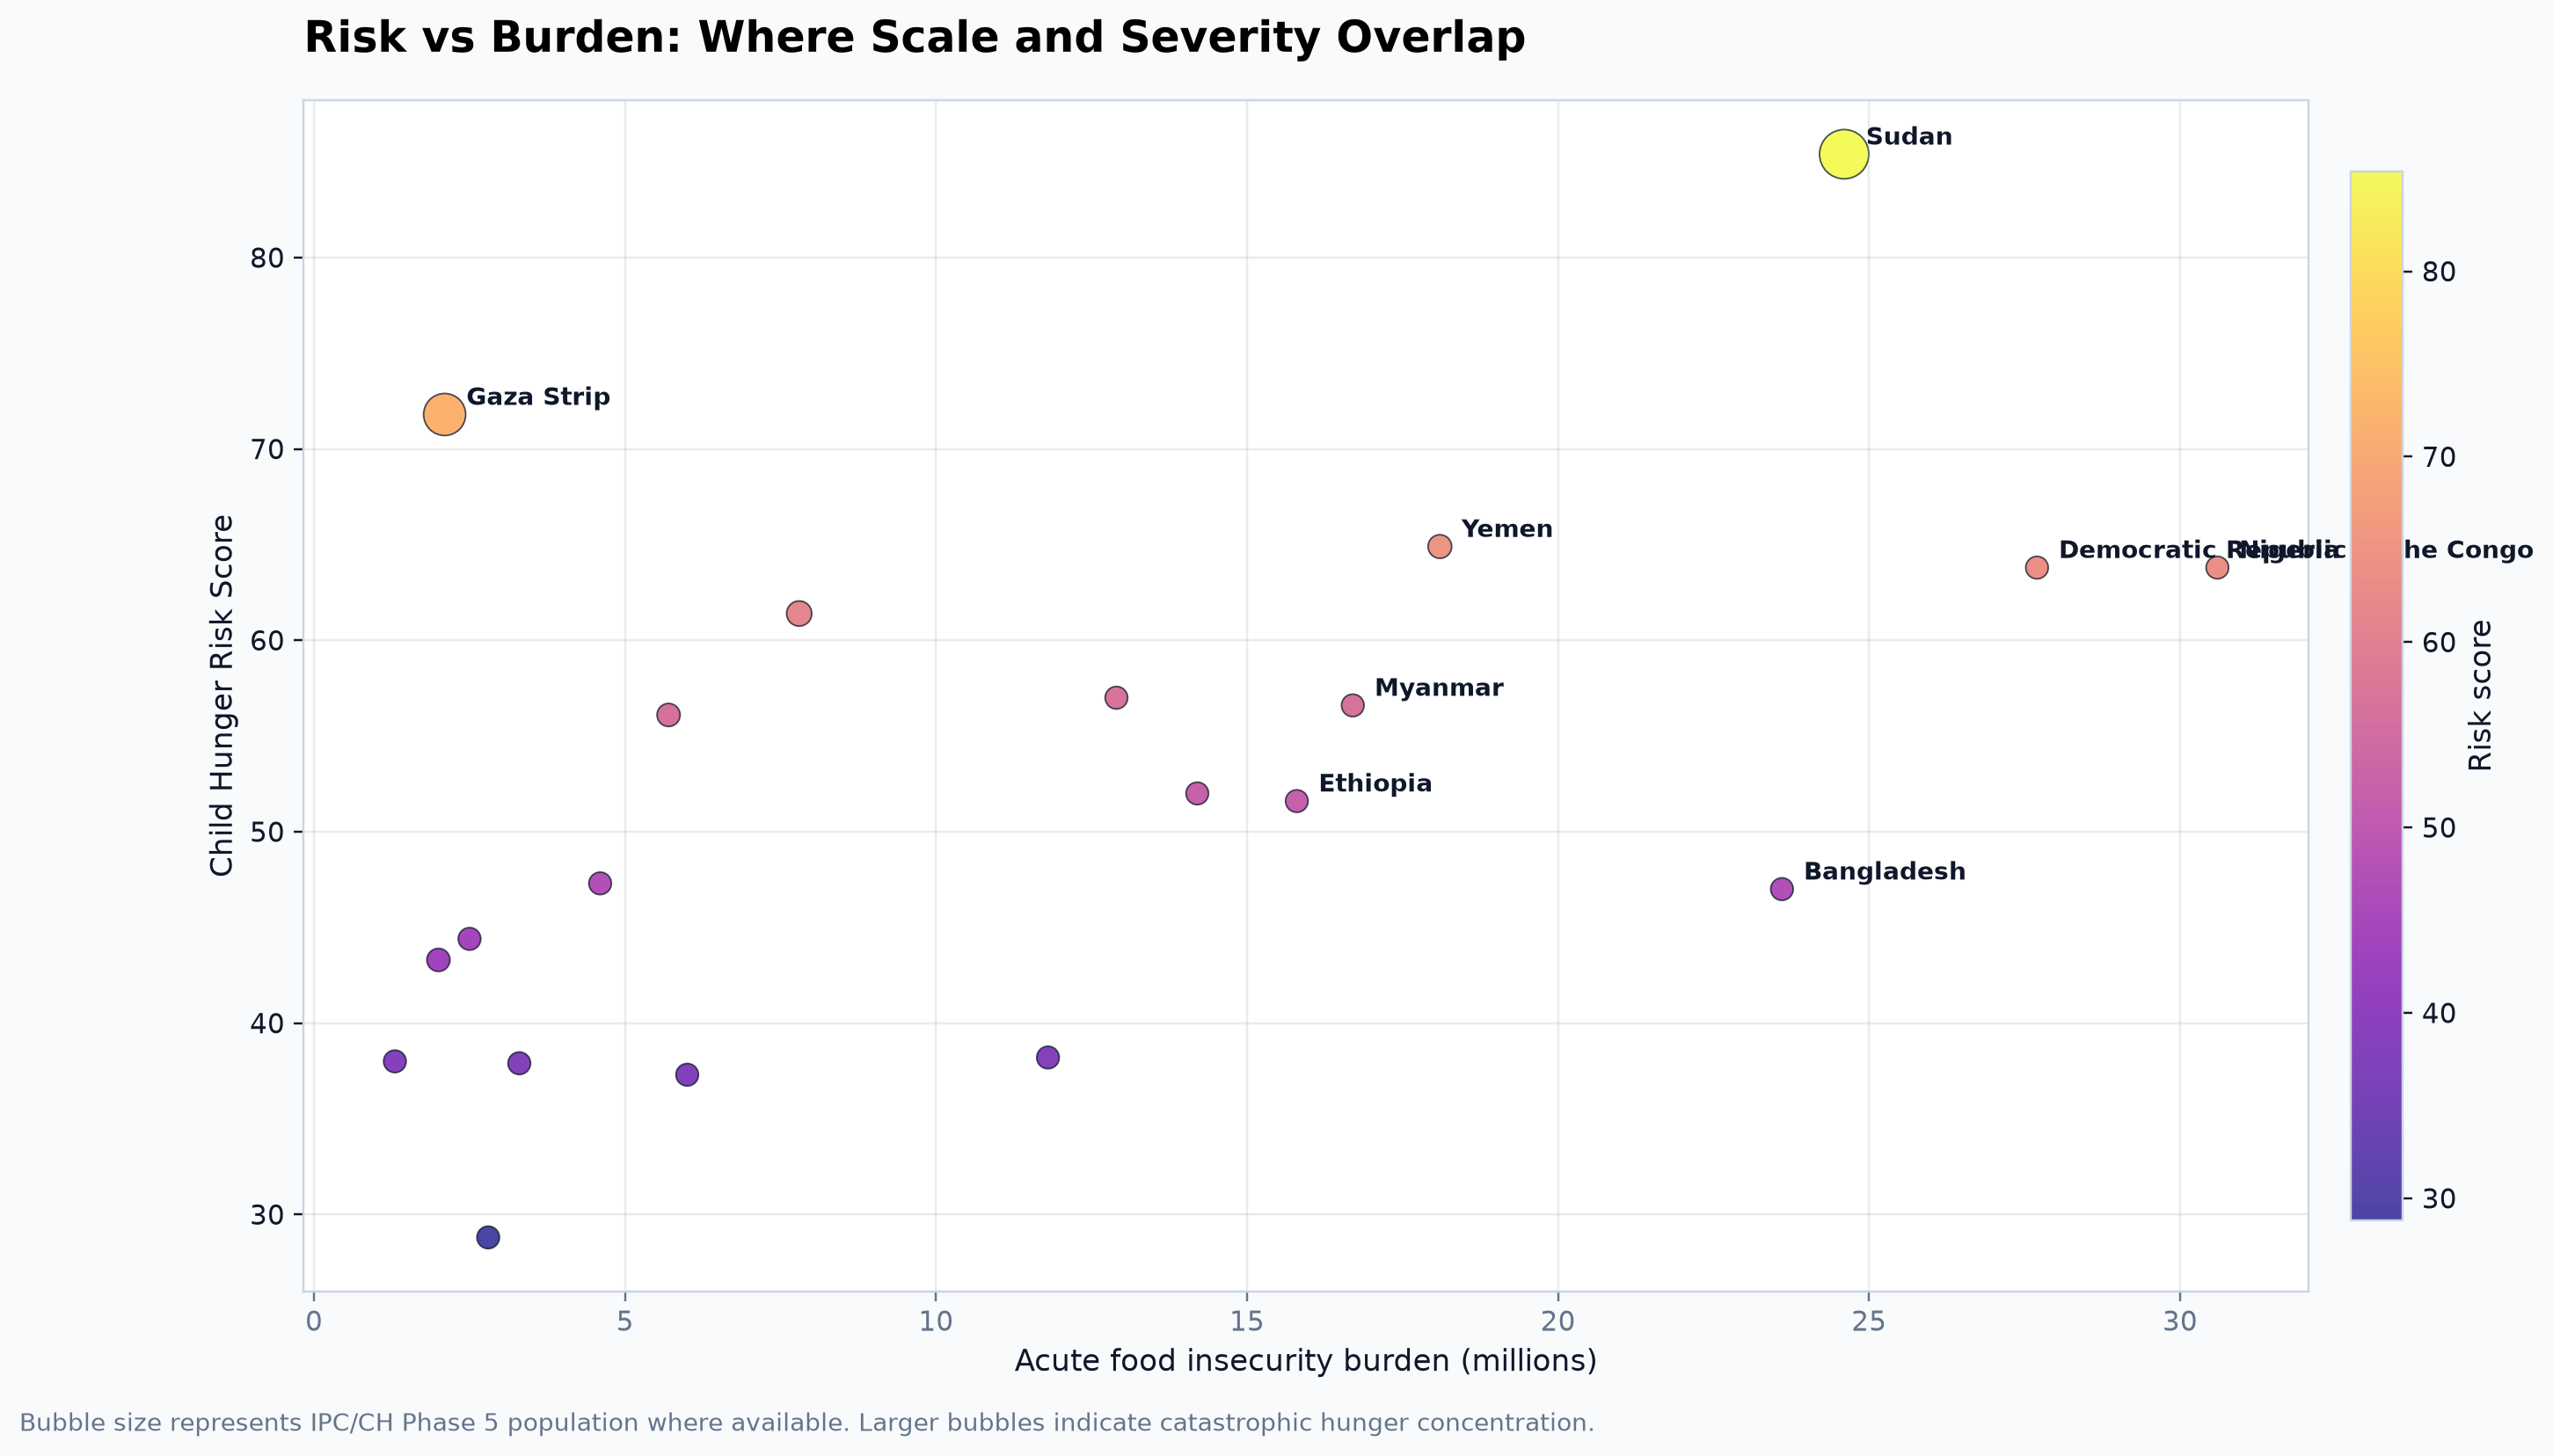 Risk vs Burden: Where Scale and Severity Overlap
Sudan
80
80
Gaza Strip
70
70
Yemen
Democratic Republic he Congo
Nigeria
Child Hunger Risk Score
60
60
Risk score
Myanmar
Ethiopia
50
50
Bangladesh
40
40
30
30
0 5 10 15 20 25 30
Acute food insecurity burden (millions)
Bubble size represents IPC/CH Phase 5 population where available. Larger bubbles indicate catastrophic hunger concentration.